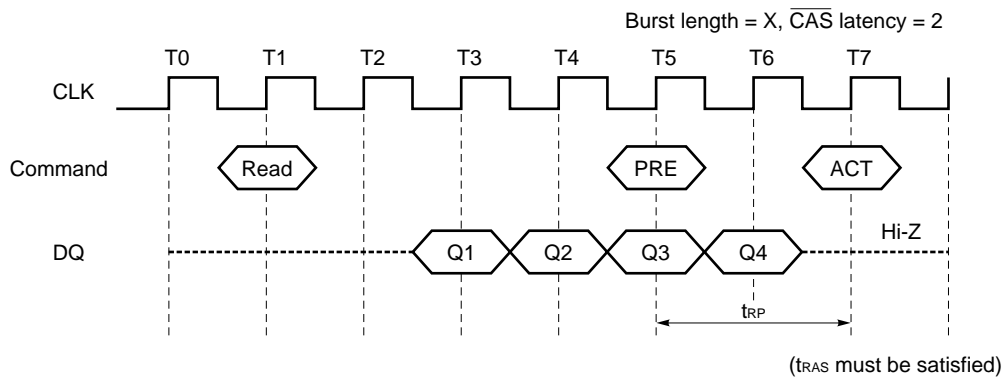 Burst length = X, CAS latency = 2
T0 T1 T2 T3 T4 T5 T6 T7
CLK
Command Read PRE ACT
DQ Q1 Q2 Q3 Q4 Hi-Z
tRP
(tRAS must be satisfied)